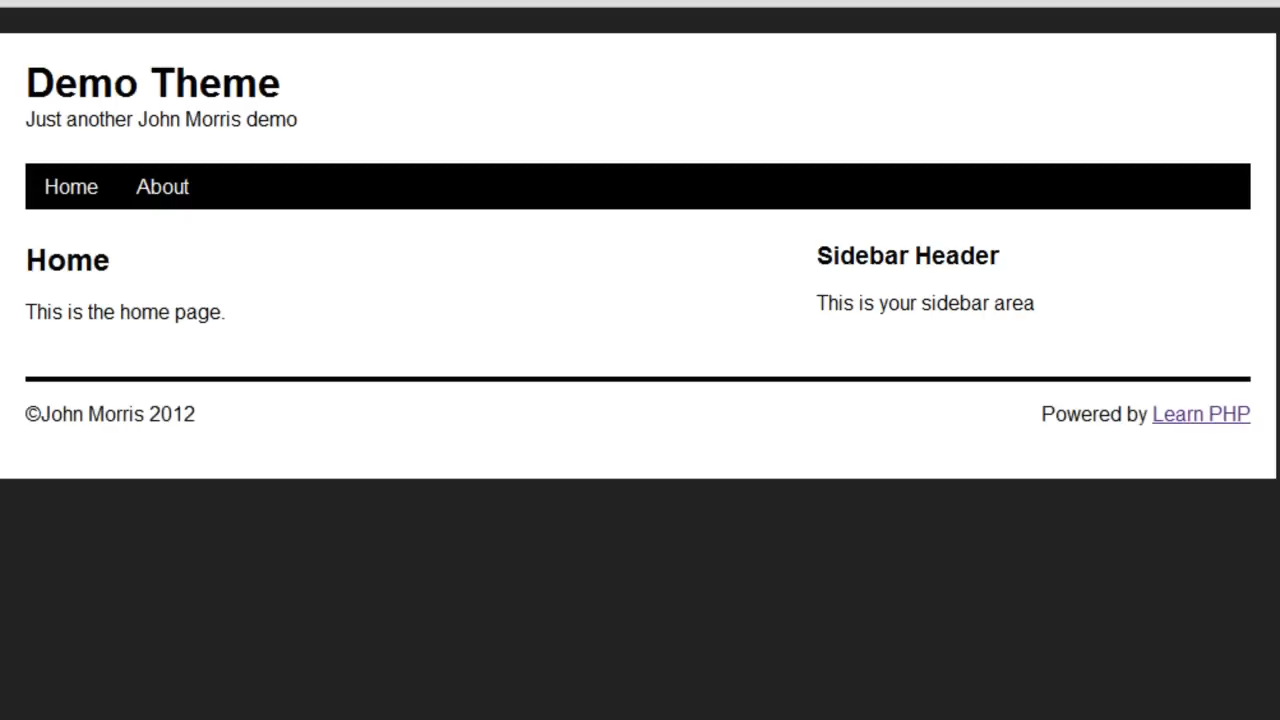 Demo Theme
Just another John Morris demo
Home About
Home
This is the home page.
Sidebar Header
This is your sidebar area
©John Morris 2012
Powered by Learn PHP